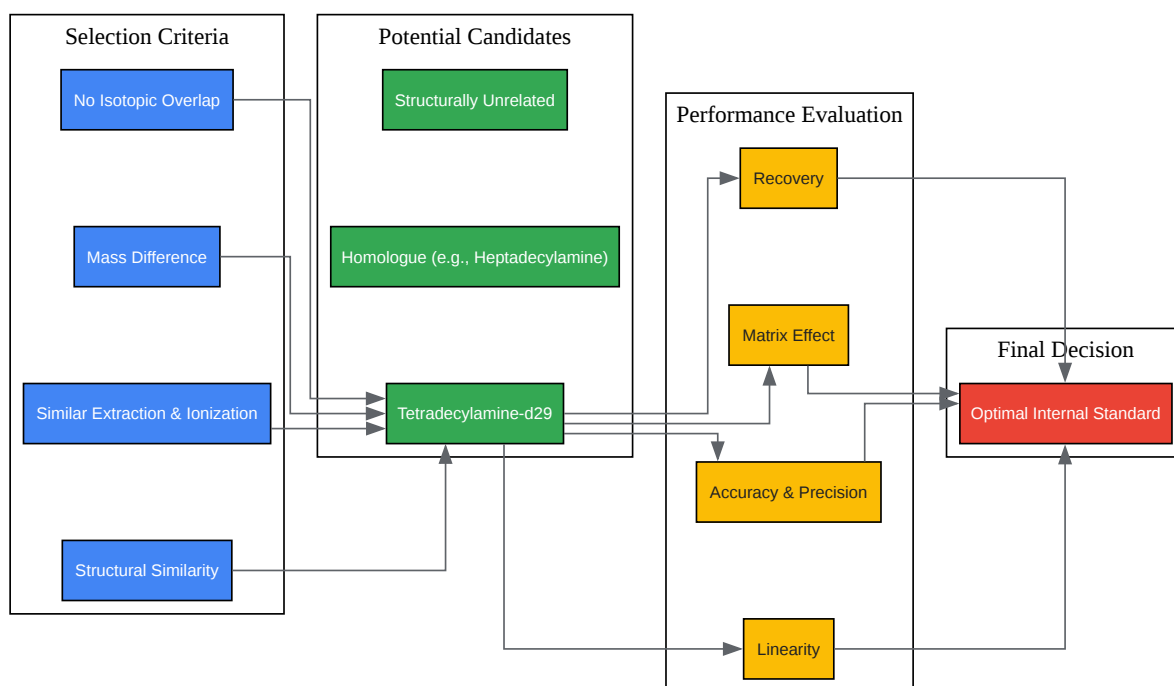 Selection Criteria
No Isotopic Overlap
Mass Difference
Similar Extraction & Ionization
Structural Similarity
Potential Candidates
Structurally Unrelated
Homologue (e.g., Heptadecylamine)
Tetradecylamine-d29
Performance Evaluation
Recovery
Matrix Effect
Accuracy & Precision
Linearity
Final Decision
Optimal Internal Standard